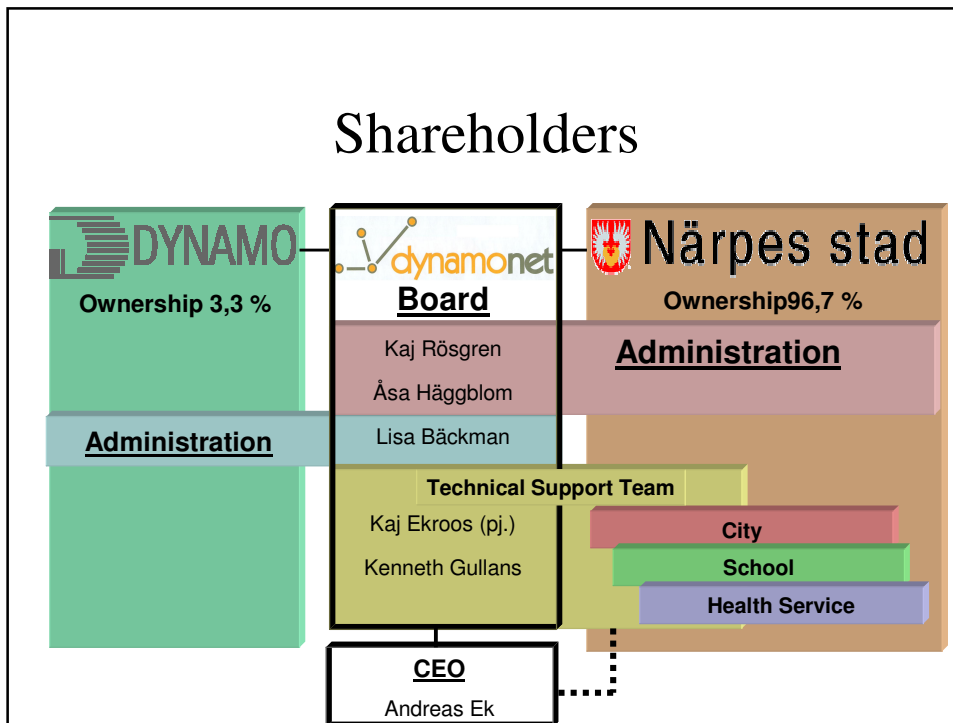 Shareholders
DYNAMO
Ownership 3,3 %
Administration
dynamonet
Board
Kaj Rösgren
Åsa Häggblom
Lisa Bäckman
Technical Support Team
Kaj Ekroos (pj.)
Kenneth Gullans
Närpes stad
Ownership96,7 %
Administration
City
School
Health Service
CEO
Andreas Ek